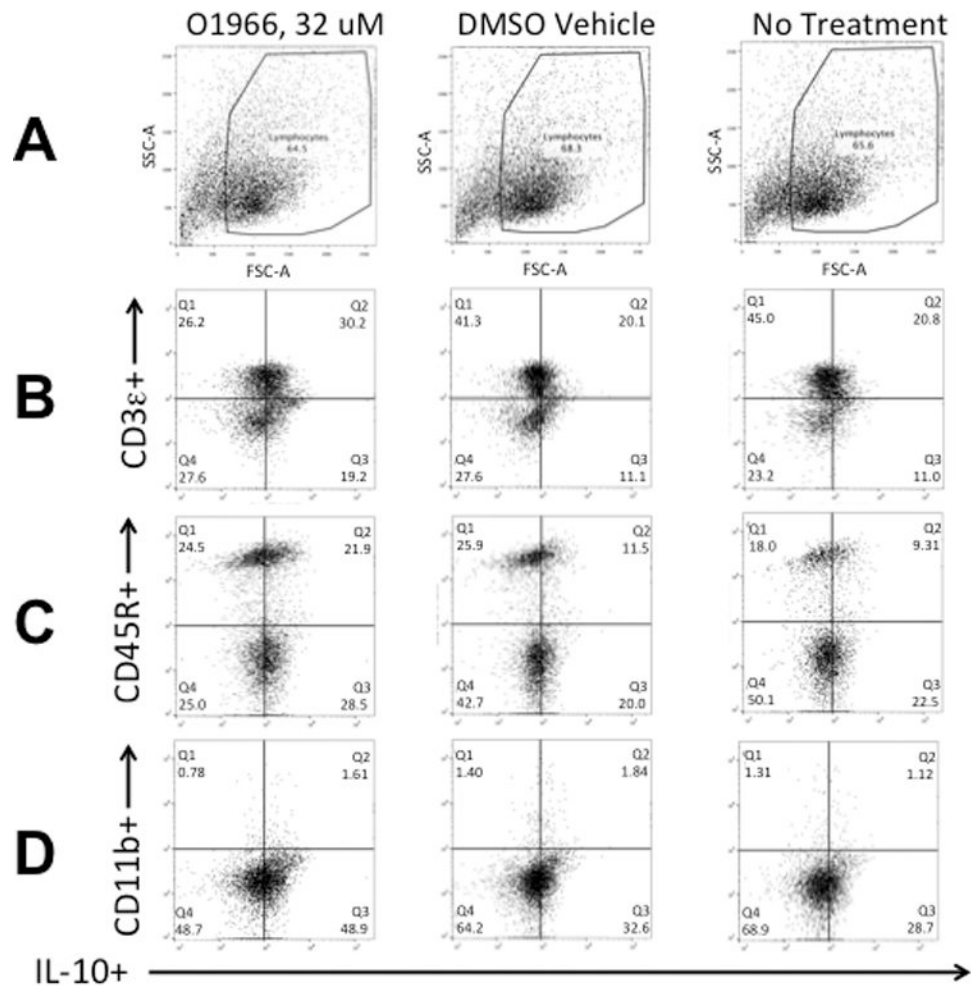 O1966, 32 uM
DMSO Vehicle
No Treatment
A
SSC-A
Lymphocytes
64.5
FSC-A
SSC-A
Lymphocytes
68.3
FSC-A
SSC-A
Lymphocytes
65.6
FSC-A
B
CD3ε+
Q1
26.2
Q2
30.2
Q4
27.6
Q3
19.2
Q1
41.3
Q2
20.1
Q4
27.6
Q3
11.1
Q1
45.0
Q2
20.8
Q4
23.2
Q3
11.0
C
CD45R+
Q1
24.5
Q2
21.9
Q4
25.0
Q3
28.5
Q1
25.9
Q2
11.5
Q4
42.7
Q3
20.0
Q1
18.0
Q2
9.31
Q4
50.1
Q3
22.5
D
CD11b+
Q1
0.78
Q2
1.61
Q4
48.7
Q3
48.9
Q1
1.40
Q2
1.84
Q4
64.2
Q3
32.6
Q1
1.31
Q2
1.12
Q4
68.9
Q3
28.7
IL-10+